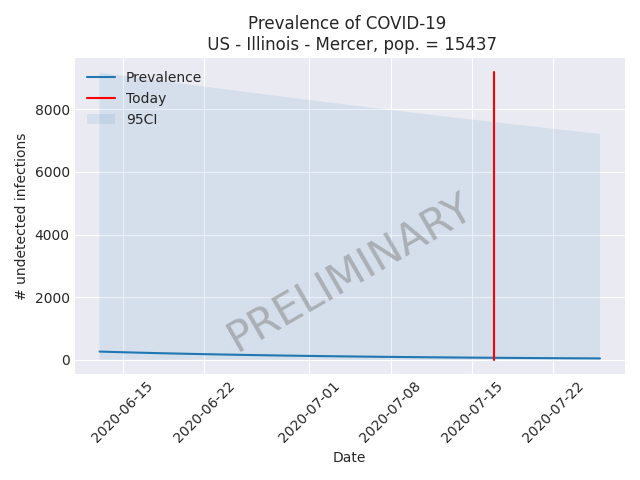 Prevalence of COVID-19
US - Illinois - Mercer, pop. = 15437
Prevalence
Today
95CI
8000
6000
4000
2000
0
# undetected infections
PRELIMINARY
2020-06-15
2020-06-22
2020-07-01
2020-07-08
2020-07-15
2020-07-22
Date